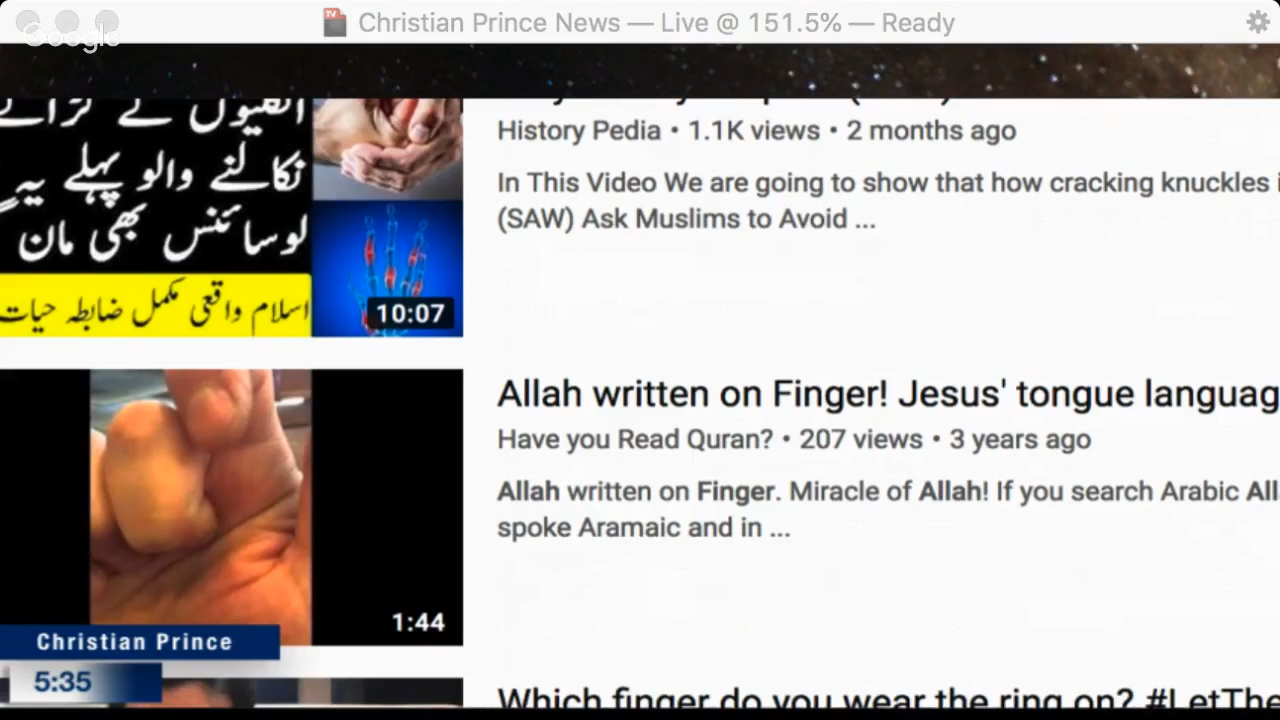 Christian Prince News — Live @ 151.5% — Ready
Google
نکالنے والو پہلے یہ
لو سائنس بھی مان
اسلام واقعی مکمل ضابطہ حیات
10:07
History Pedia • 1.1K views • 2 months ago
In This Video We are going to show that how cracking knuckles
(SAW) Ask Muslims to Avoid ...
1:44
Allah written on Finger! Jesus' tongue languag
Have you Read Quran? • 207 views • 3 years ago
Allah written on Finger. Miracle of Allah! If you search Arabic All
spoke Aramaic and in ...
Christian Prince
5:35
Which finger do you wear the ring on? #LetThe